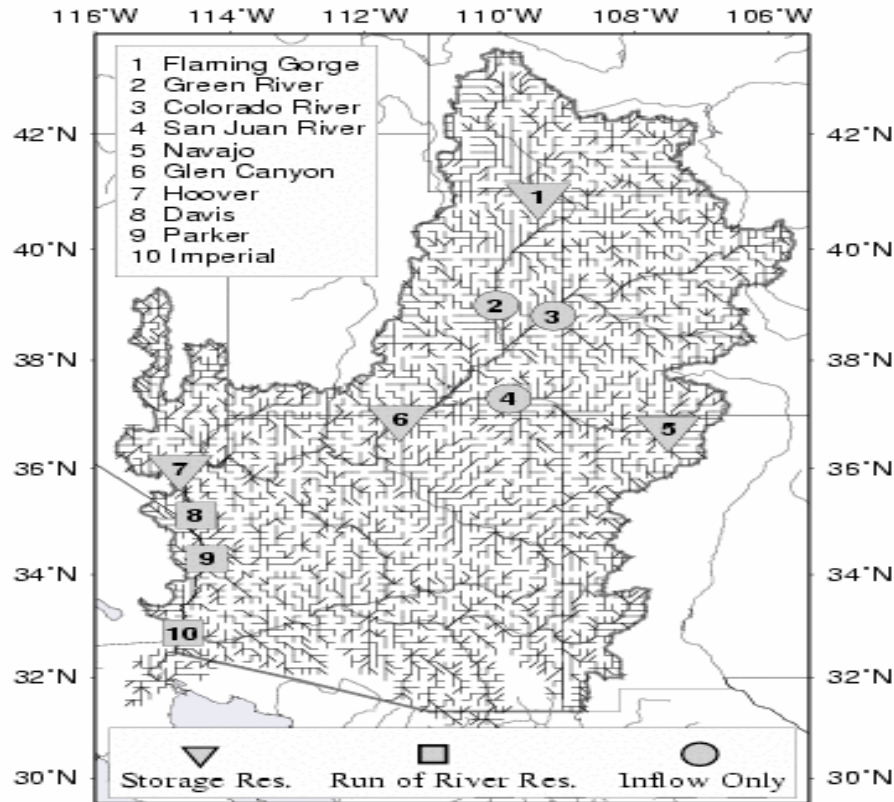 116°W 114°W 112°W 110°W 108°W 106°W
1 Flaming Gorge
2 Green River
3 Colorado River
4 San Juan River
5 Navajo
6 Glen Canyon
7 Hoover
8 Davis
9 Parker
10 Imperial
42°N 42°N
1
40°N 40°N
2 3
38°N 38°N
4
6 5
36°N 36°N
7
8
9
34°N 34°N
10
32°N 32°N
Storage Res. Run of River Res. Inflow Only
30°N 30°N